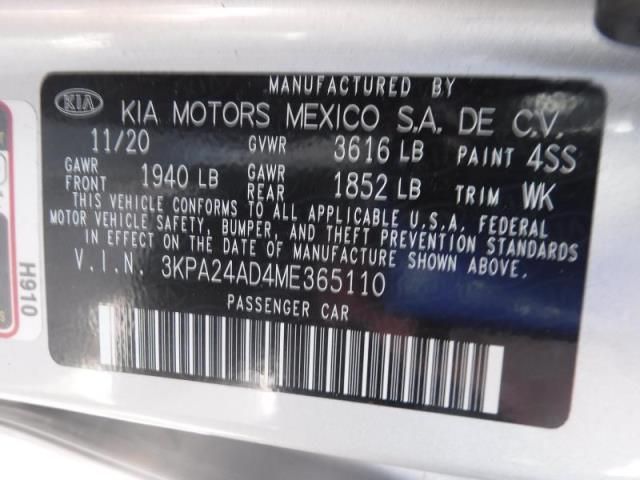 MANUFACTURED BY
KIA KIA MOTORS MEXICO S.A. DE C.V.
11/20 GVWR 3616 LB PAINT 4SS
GAWR FRONT 1940 LB GAWR REAR 1852 LB TRIM WK
THIS VEHICLE CONFORMS TO ALL APPLICABLE U.S.A. FEDERAL
MOTOR VEHICLE SAFETY, BUMPER, AND THEFT PREVENTION STANDARDS
IN EFFECT ON THE DATE OF MANUFACTURE SHOWN ABOVE.
V.I.N. 3KPA24AD4ME365110
PASSENGER CAR
H910